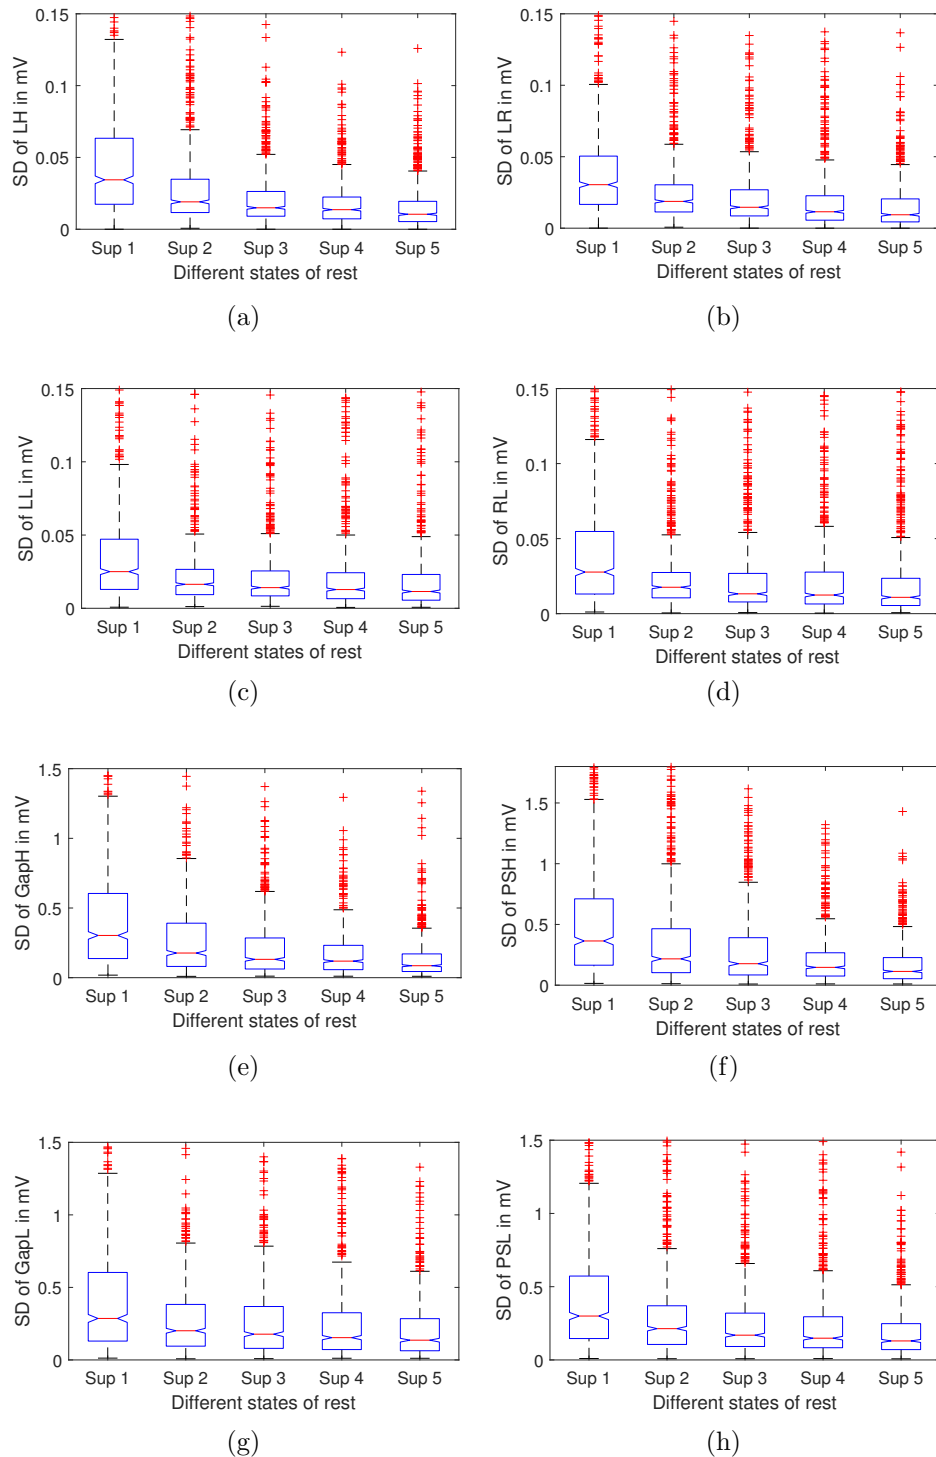 SD of LH in mV
0.15
0.1
0.05
0
Sup 1 Sup 2 Sup 3 Sup 4 Sup 5
Different states of rest
(a)
SD of LR in mV
0.15
0.1
0.05
0
Sup 1 Sup 2 Sup 3 Sup 4 Sup 5
Different states of rest
(b)
SD of LL in mV
0.15
0.1
0.05
0
Sup 1 Sup 2 Sup 3 Sup 4 Sup 5
Different states of rest
(c)
SD of RL in mV
0.15
0.1
0.05
0
Sup 1 Sup 2 Sup 3 Sup 4 Sup 5
Different states of rest
(d)
SD of GapH in mV
1.5
1
0.5
0
Sup 1 Sup 2 Sup 3 Sup 4 Sup 5
Different states of rest
(e)
SD of PSH in mV
1.5
1
0.5
0
Sup 1 Sup 2 Sup 3 Sup 4 Sup 5
Different states of rest
(f)
SD of GapL in mV
1.5
1
0.5
0
Sup 1 Sup 2 Sup 3 Sup 4 Sup 5
Different states of rest
(g)
SD of PSL in mV
1.5
1
0.5
0
Sup 1 Sup 2 Sup 3 Sup 4 Sup 5
Different states of rest
(h)